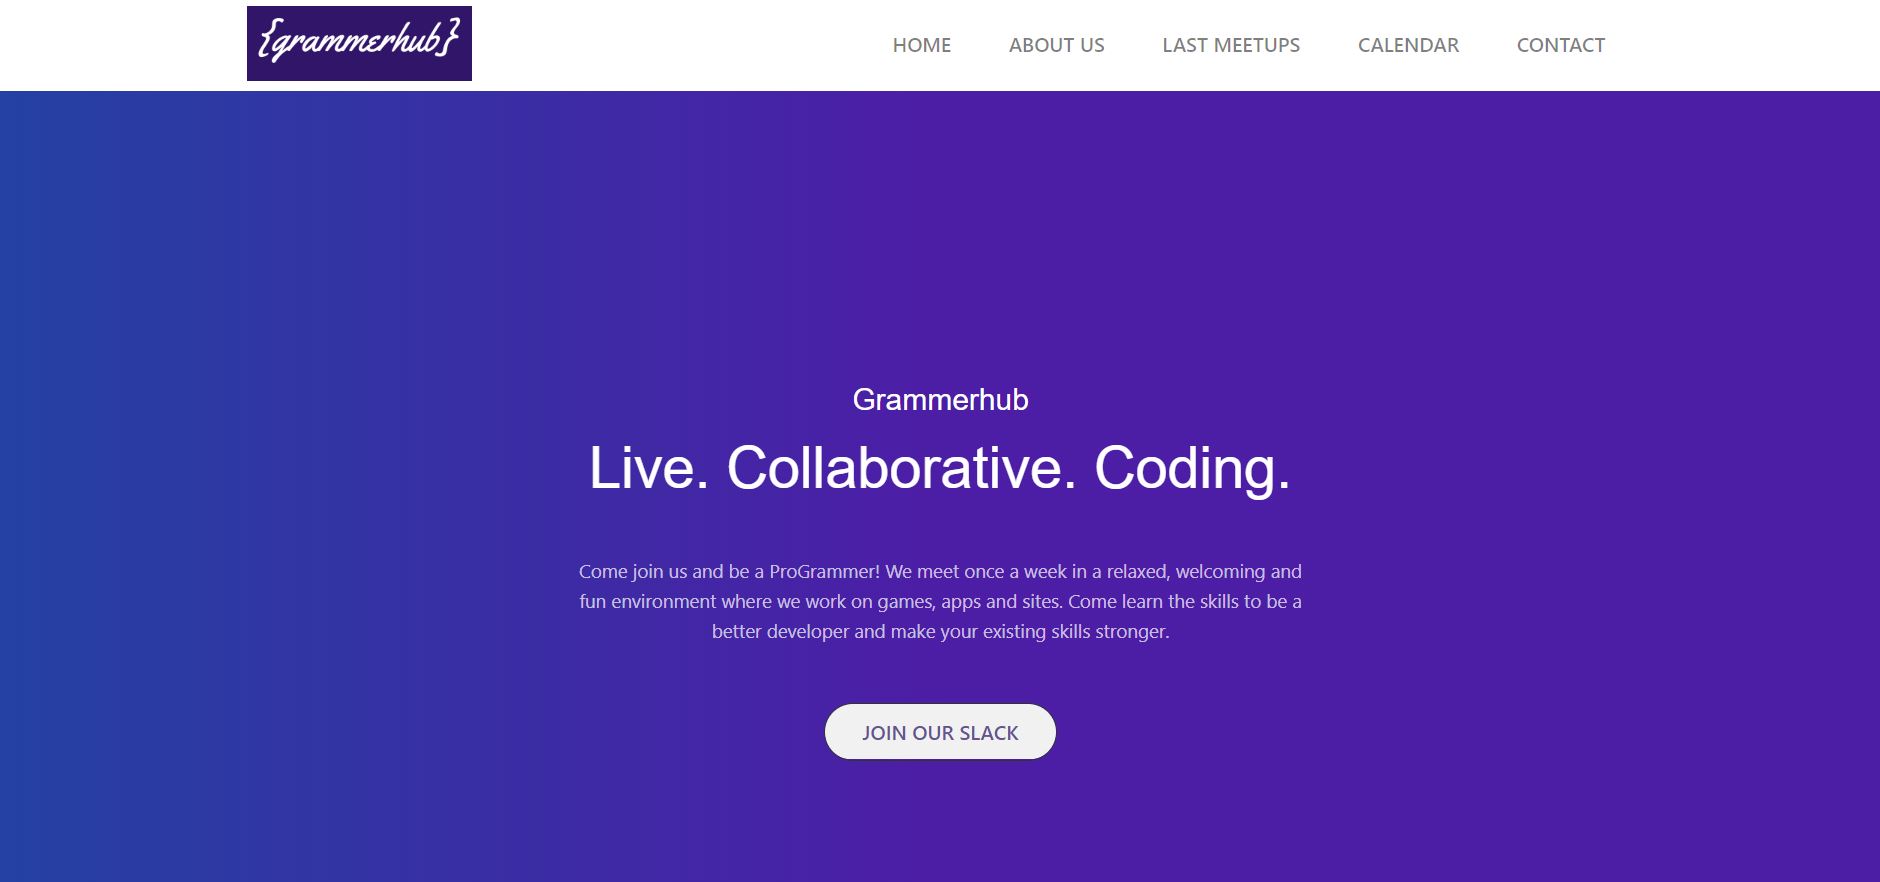 {grammerhub}
HOME ABOUT US LAST MEETUPS CALENDAR CONTACT
Grammerhub
Live. Collaborative. Coding.
Come join us and be a ProGrammer! We meet once a week in a relaxed, welcoming and
fun environment where we work on games, apps and sites. Come learn the skills to be a
better developer and make your existing skills stronger.
JOIN OUR SLACK